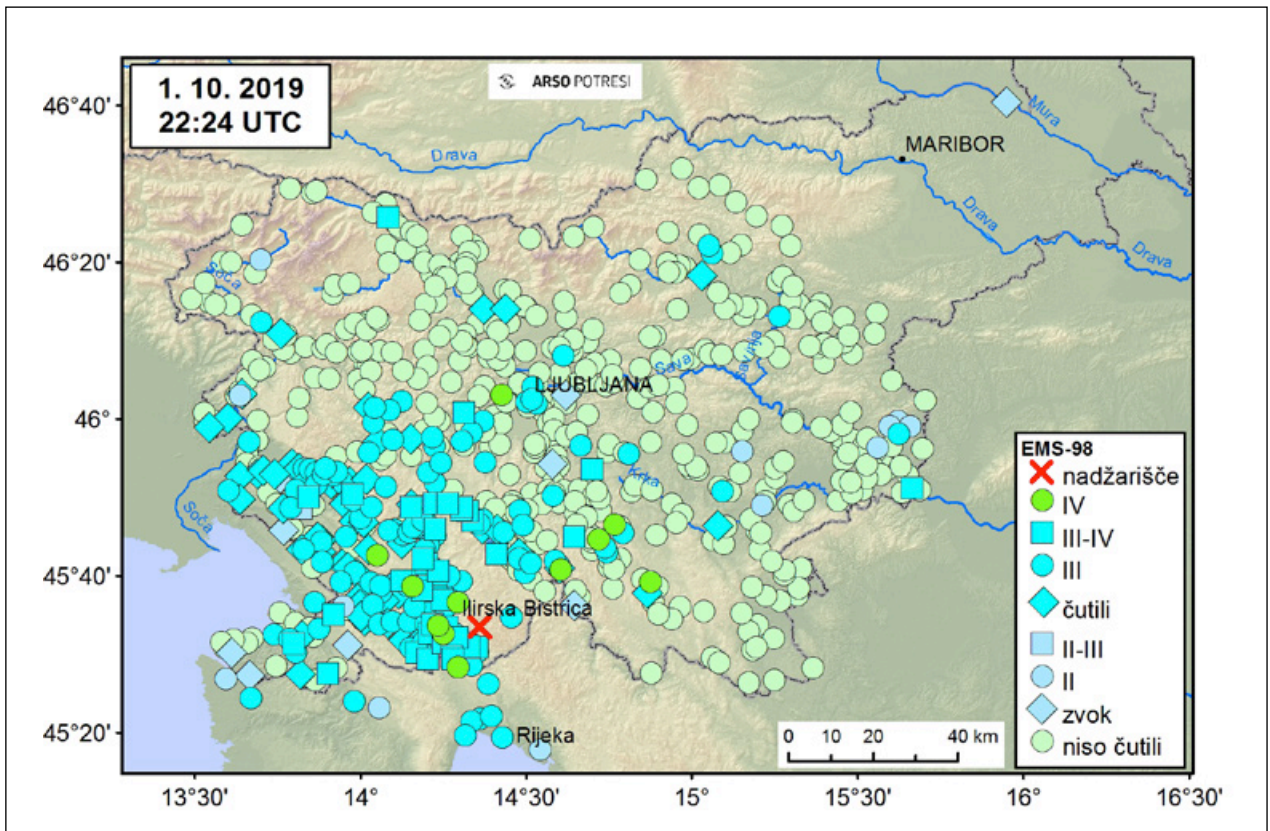 1. 10. 2019
22:24 UTC
ARSO POTRESI
46°40'
46°20'
46°
45°40'
45°20'
Drava
Mura
MARIBOR
Drava
Drava
Soča
Sava
Savinja
LJUBLJANA
Krka
Soča
Ilirska Bistrica
Rijeka
EMS-98
nadžarišče
IV
III-IV
III
čutili
II-III
II
zvok
niso čutili
0 10 20 40 km
13°30'
14°
14°30'
15°
15°30'
16°
16°30'